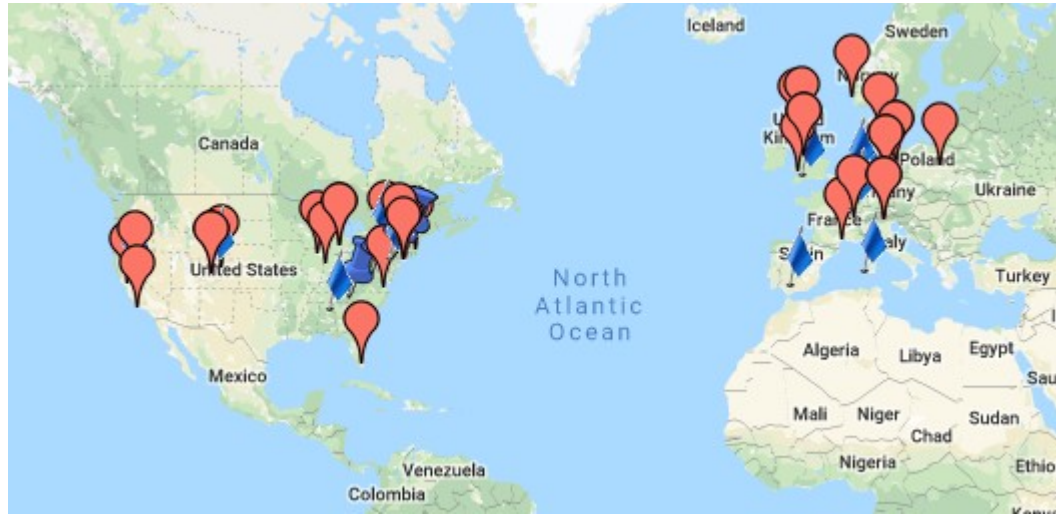 Iceland
Sweden
Canada
Poland
Ukraine
France
United States
Spain
North
Atlantic
Ocean
Turkey
Mexico
Algeria
Libya
Egypt
Mali
Niger
Chad
Sudan
Nigeria
Venezuela
Colombia